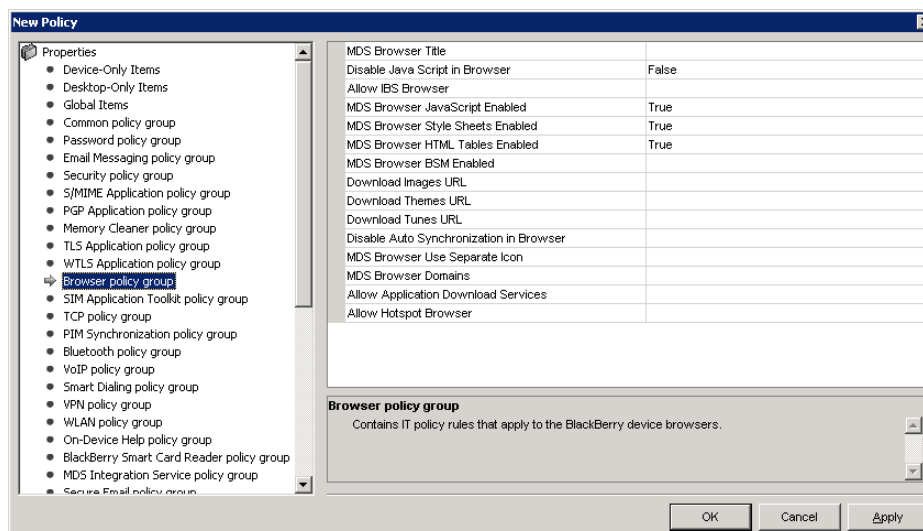 New Policy
Properties
Device-Only Items
Desktop-Only Items
Global Items
Common policy group
Password policy group
Email Messaging policy group
Security policy group
S/MIME Application policy group
PGP Application policy group
Memory Cleaner policy group
TLS Application policy group
WTLS Application policy group
Browser policy group
SIM Application Toolkit policy group
TCP policy group
PIM Synchronization policy group
Bluetooth policy group
VoIP policy group
Smart Dialing policy group
VPN policy group
WLAN policy group
On-Device Help policy group
BlackBerry Smart Card Reader policy group
MDS Integration Service policy group
Secure Email policy group
MDS Browser Title
Disable Java Script in Browser False
Allow IBS Browser
MDS Browser JavaScript Enabled True
MDS Browser Style Sheets Enabled True
MDS Browser HTML Tables Enabled True
MDS Browser BSM Enabled
Download Images URL
Download Themes URL
Download Tunes URL
Disable Auto Synchronization in Browser
MDS Browser Use Separate Icon
MDS Browser Domains
Allow Application Download Services
Allow Hotspot Browser
Browser policy group
Contains IT policy rules that apply to the BlackBerry device browsers.
OK Cancel Apply